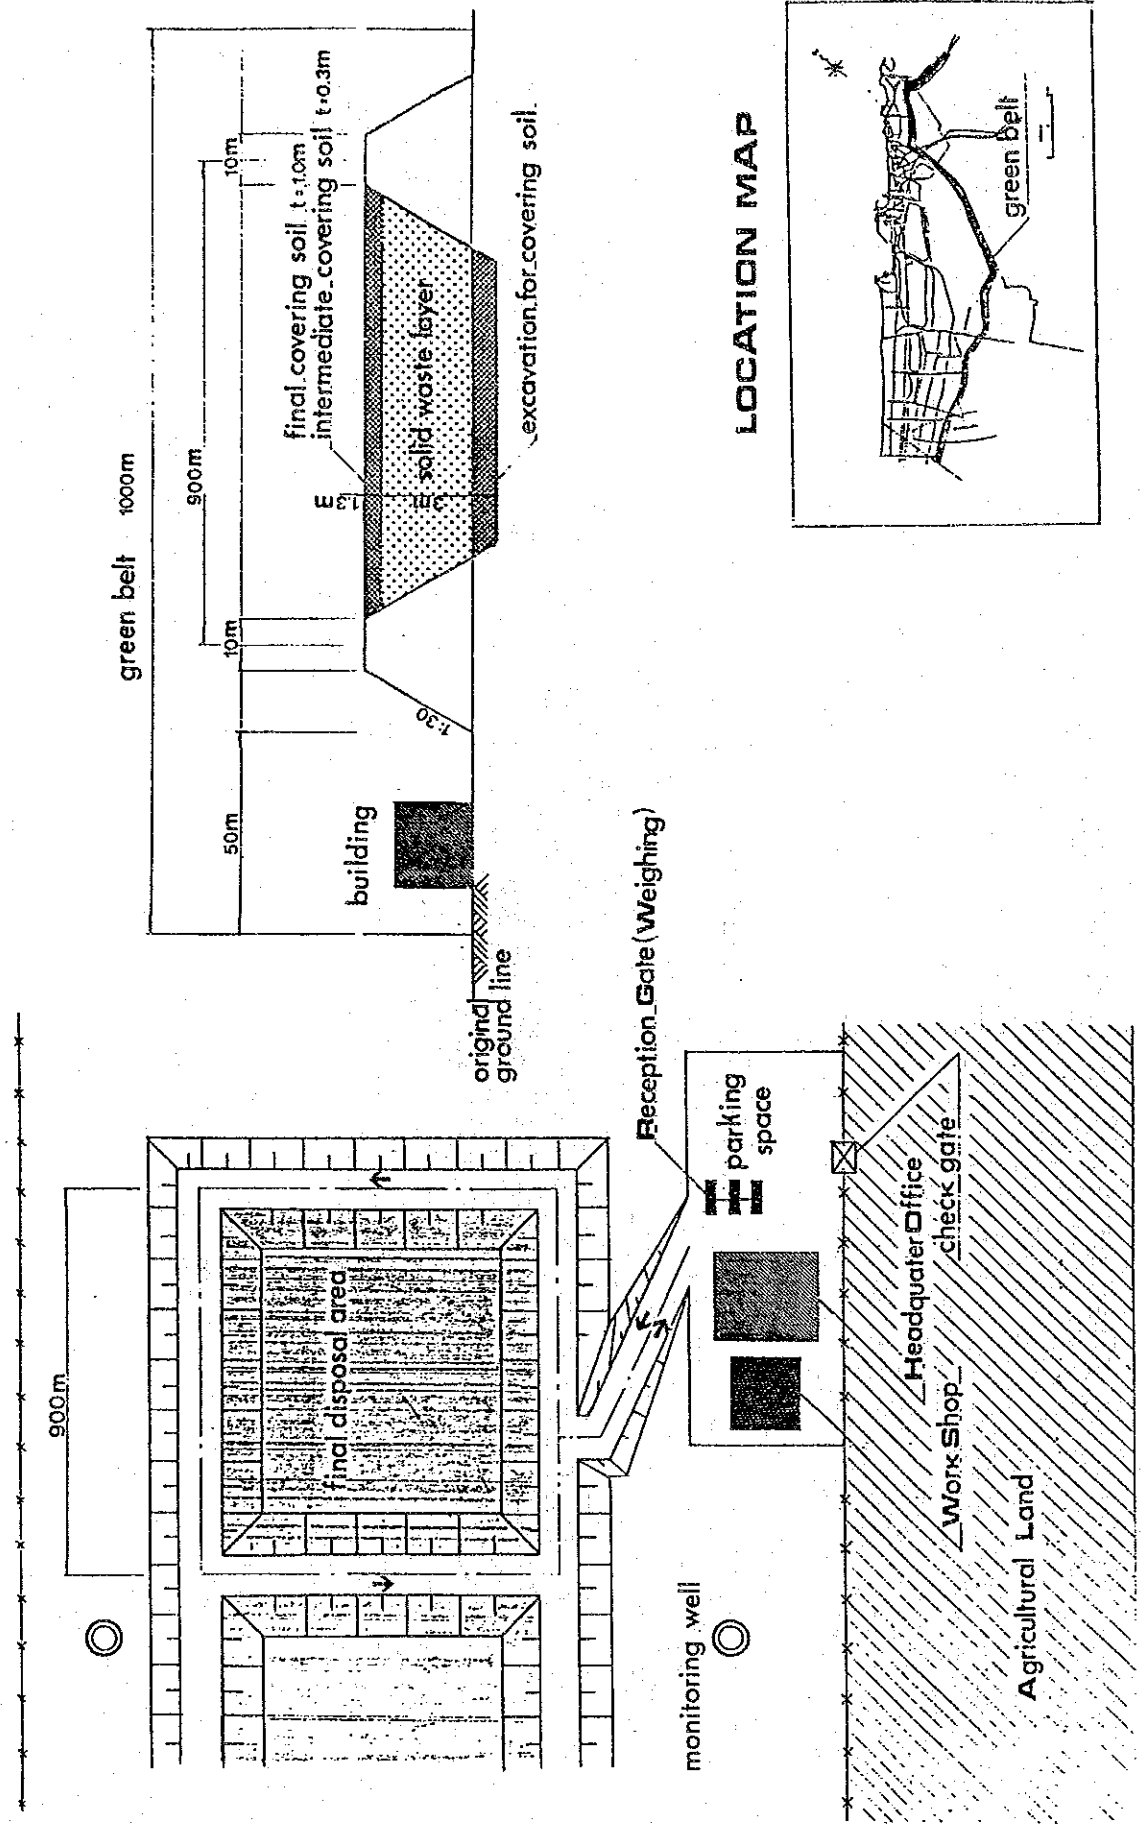 green belt 1000m
900m
50m
10m
10m
final covering soil t=1.0m
intermediate covering soil t=0.3m
solid waste layer
excavation for covering soil
1:30
building
original
ground line
LOCATION MAP
green belt
900m
final disposal area
Reception Gate(Weighing)
parking
space
Headquater Office
check gate
Work Shop
monitoring well
Agricultural Land